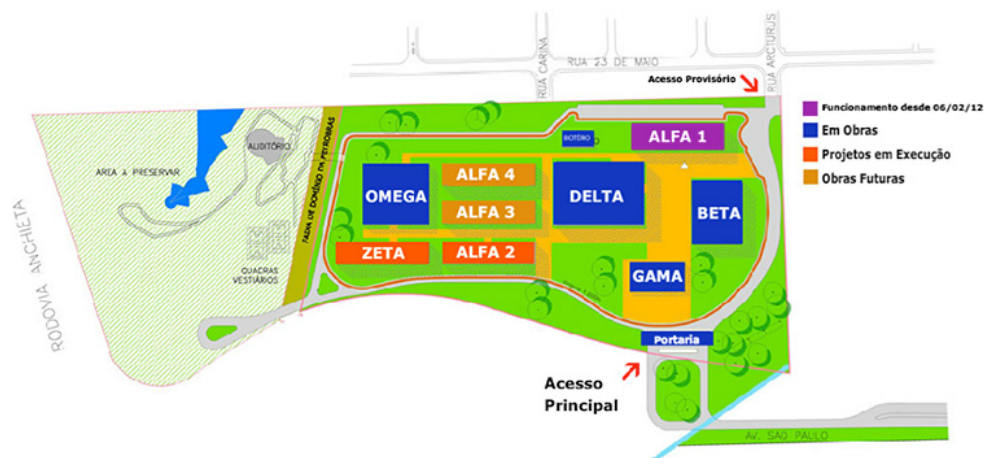 RUA CARINA
RUA 23 DE MAIO
RUA ARCTURUS
Acesso Provisório
Funcionamento desde 06/02/12
Em Obras
Projetos em Execução
Obras Futuras
RODOVIA ANCHIETA
AREA A PRESERVAR
AUDITÓRIO
FAIXA DE DOMÍNIO DA PETROBRAS
QUADRAS
VESTIÁRIOS
ALFA 1
OMEGA
ALFA 4
ALFA 3
DELTA
BETA
ZETA
ALFA 2
GAMA
Portaria
Acesso
Principal
AV. SAO PAULO